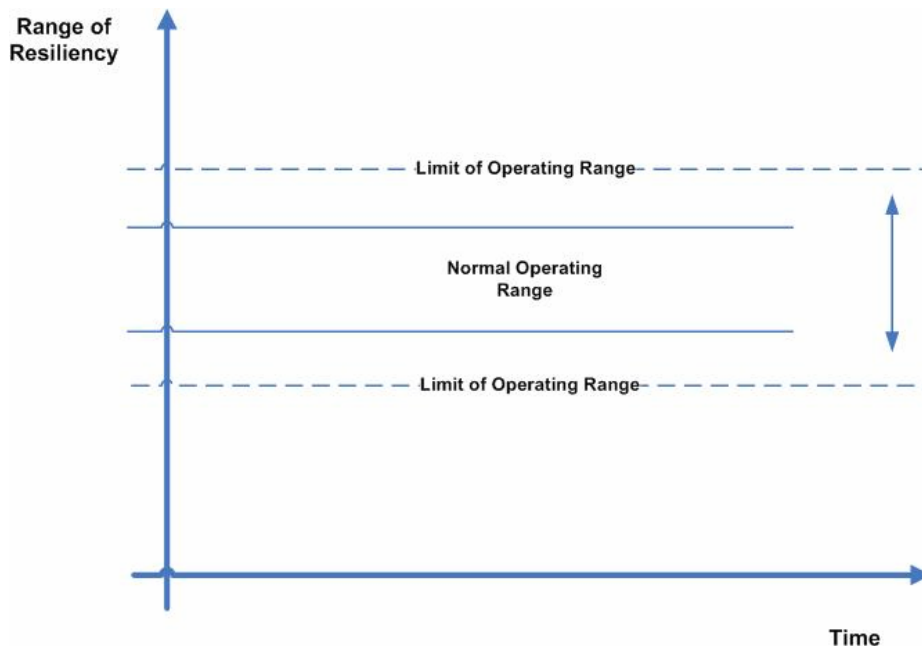 Range of
Resiliency
Limit of Operating Range
Normal Operating
Range
Limit of Operating Range
Time